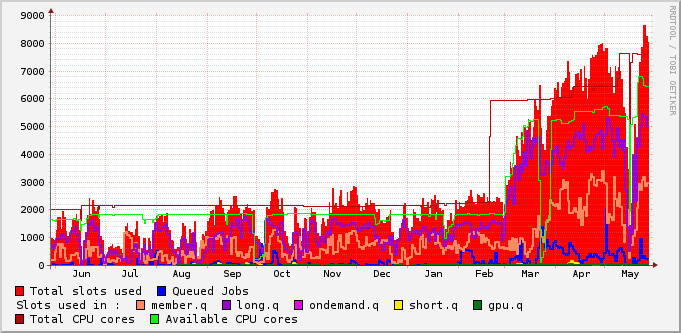 9000
8000
7000
6000
5000
4000
3000
2000
1000
0
Jun Jul Aug Sep Oct Nov Dec Jan Feb Mar Apr May
RRDTOOL / TOBI OETIKER
Total slots used Queued Jobs
Slots used in : member.q long.q ondemand.q short.q gpu.q
Total CPU cores Available CPU cores